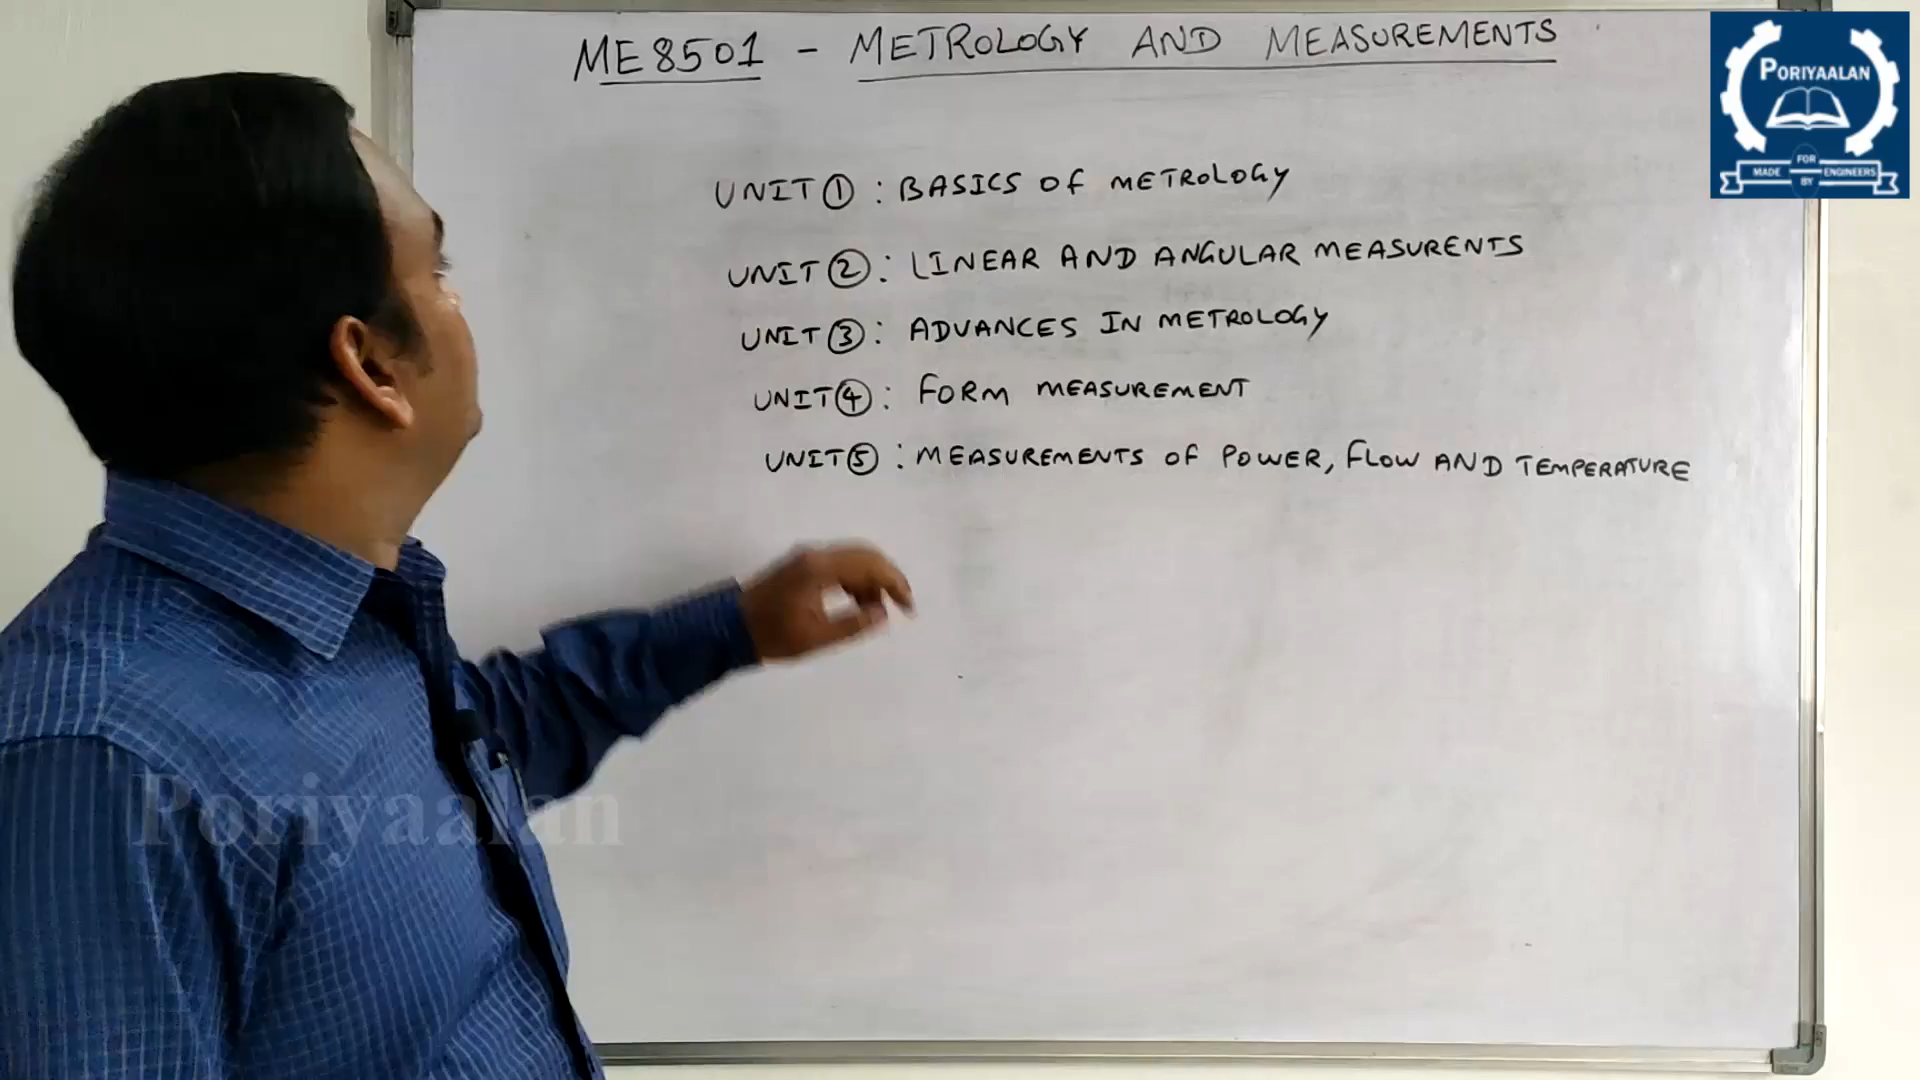 ME8501 - METROLOGY AND MEASUREMENTS
PORIYAALAN
MADE FOR BY ENGINEERS
UNIT ① : BASICS OF METROLOGY
UNIT ② : LINEAR AND ANGULAR MEASURENTS
UNIT ③ : ADVANCES IN METROLOGY
UNIT ④ : FORM MEASUREMENT
UNIT ⑤ : MEASUREMENTS OF POWER, FLOW AND TEMPERATURE
Poriyaalan